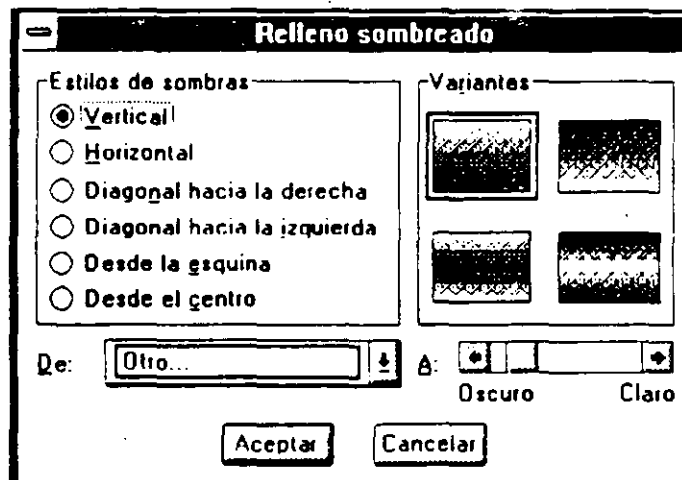 Relleno sombreado
Estilos de sombras
Vertical
Horizontal
Diagonal hacia la derecha
Diagonal hacia la izquierda
Desde la esquina
Desde el centro
Variantes
De: Otro...
A:
Oscuro Claro
Aceptar Cancelar